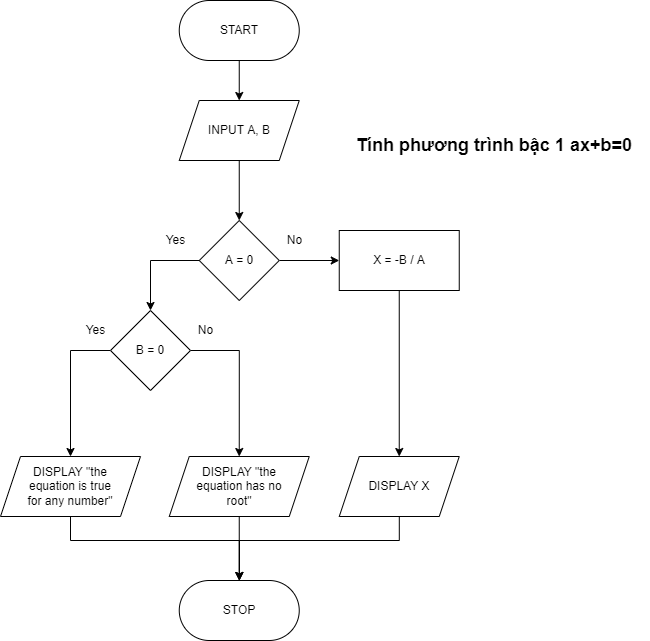 START
INPUT A, B
Tính phương trình bậc 1 ax+b=0
Yes
No
A = 0
X = -B / A
Yes
No
B = 0
DISPLAY "the
equation is true
for any number"
DISPLAY "the
equation has no
root"
DISPLAY X
STOP